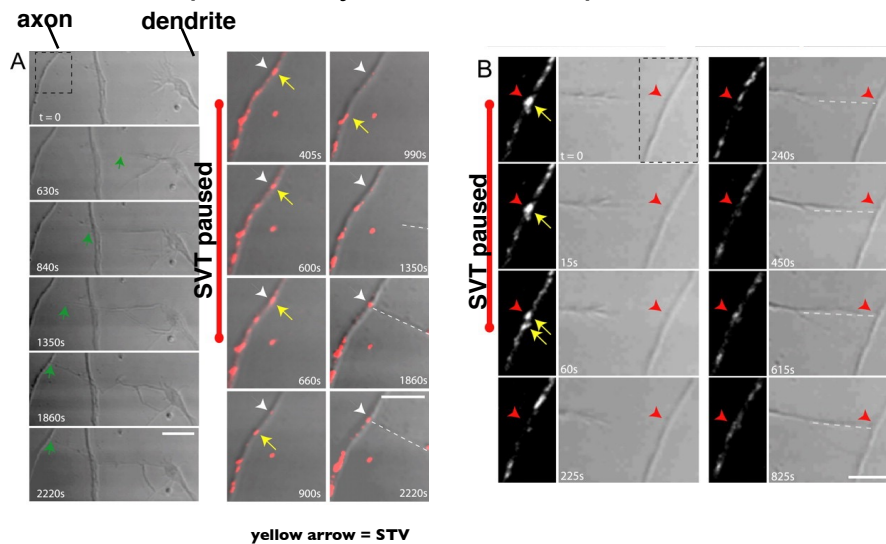 axon
dendrite
A
t = 0
630s
840s
1350s
1860s
2220s
SVT paused
405s
600s
660s
900s
990s
1350s
1860s
2220s
B
SVT paused
t = 0
15s
60s
225s
240s
450s
615s
825s
yellow arrow = STV